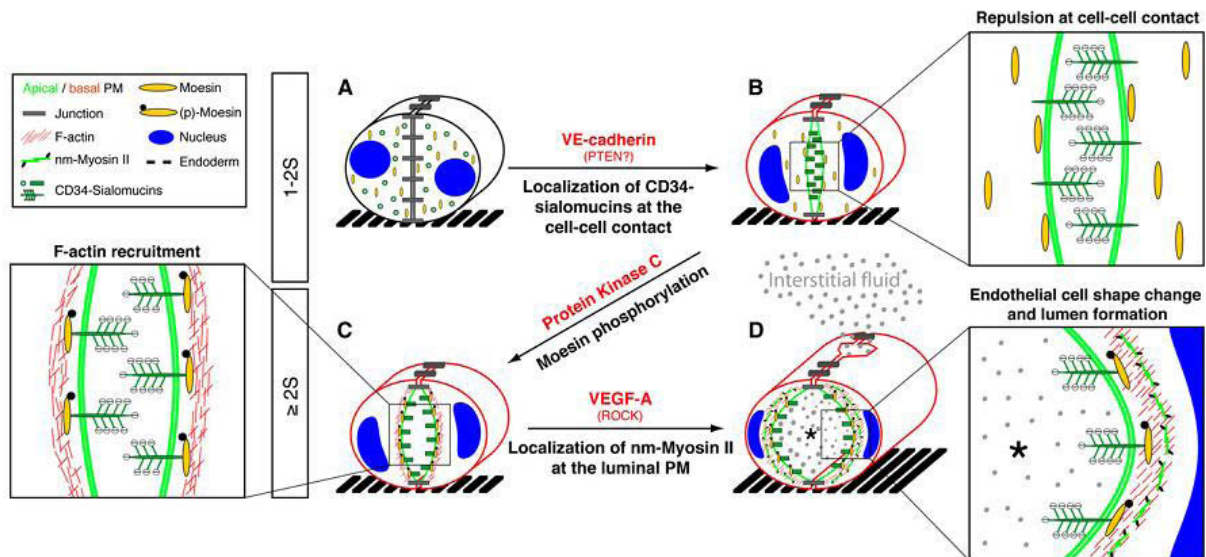 Repulsion at cell-cell contact
Apical / basal PM
Junction
F-actin
nm-Myosin II
CD34-Sialomucins
Moesin
(p)-Moesin
Nucleus
Endoderm
1-2S
≥ 2S
A
VE-cadherin
(PTEN?)
Localization of CD34-
sialomucins at the
cell-cell contact
B
F-actin recruitment
Protein Kinase C
Moesin phosphorylation
Interstitial fluid
Endothelial cell shape change
and lumen formation
C
VEGF-A
(ROCK)
Localization of nm-Myosin II
at the luminal PM
D
*
*